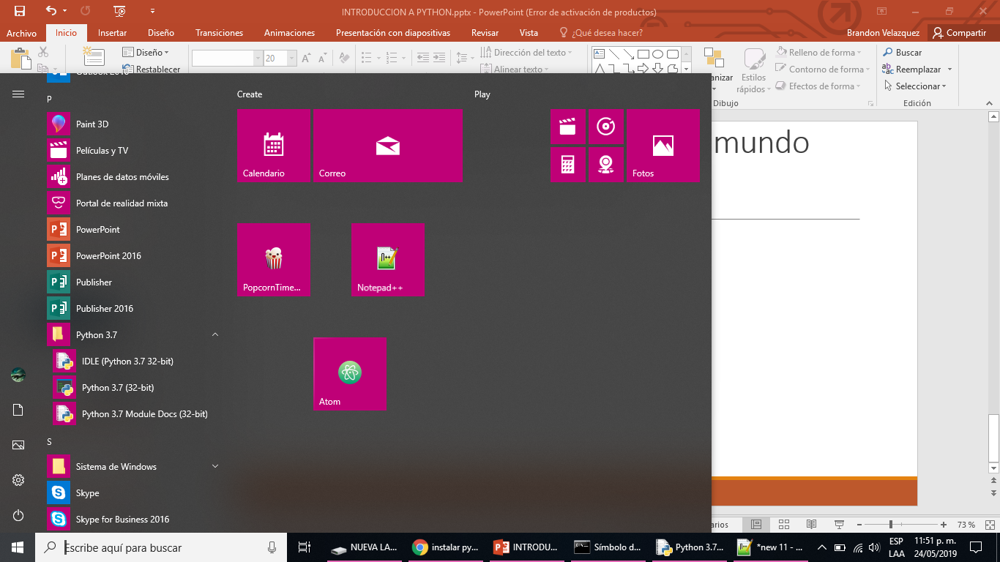 INTRODUCCION A PYTHON.pptx - PowerPoint (Error de activación de productos)
Archivo Inicio Insertar Diseño Transiciones Animaciones Presentación con diapositivas Revisar Vista ¿Qué desea hacer? Brandon Velazquez Compartir
Diseño
Restablecer
20
Dirección del texto
Alinear texto
Estilos rápidos
Relleno de forma
Contorno de forma
Efectos de forma
Dibujo
Buscar
Reemplazar
Seleccionar
Edición
mundo
Outlook 2016
P
Paint 3D
Películas y TV
Planes de datos móviles
Portal de realidad mixta
PowerPoint
PowerPoint 2016
Publisher
Publisher 2016
Python 3.7
IDLE (Python 3.7 32-bit)
Python 3.7 (32-bit)
Python 3.7 Module Docs (32-bit)
S
Sistema de Windows
Skype
Skype for Business 2016
Create
Calendario
Correo
PopcornTime...
Notepad++
Atom
Play
Fotos
73 %
Escribe aquí para buscar
NUEVA LA...
instalar py...
INTRODU...
Símbolo d...
Python 3.7...
*new 11 - ...
ESP
LAA
11:51 p. m.
24/05/2019